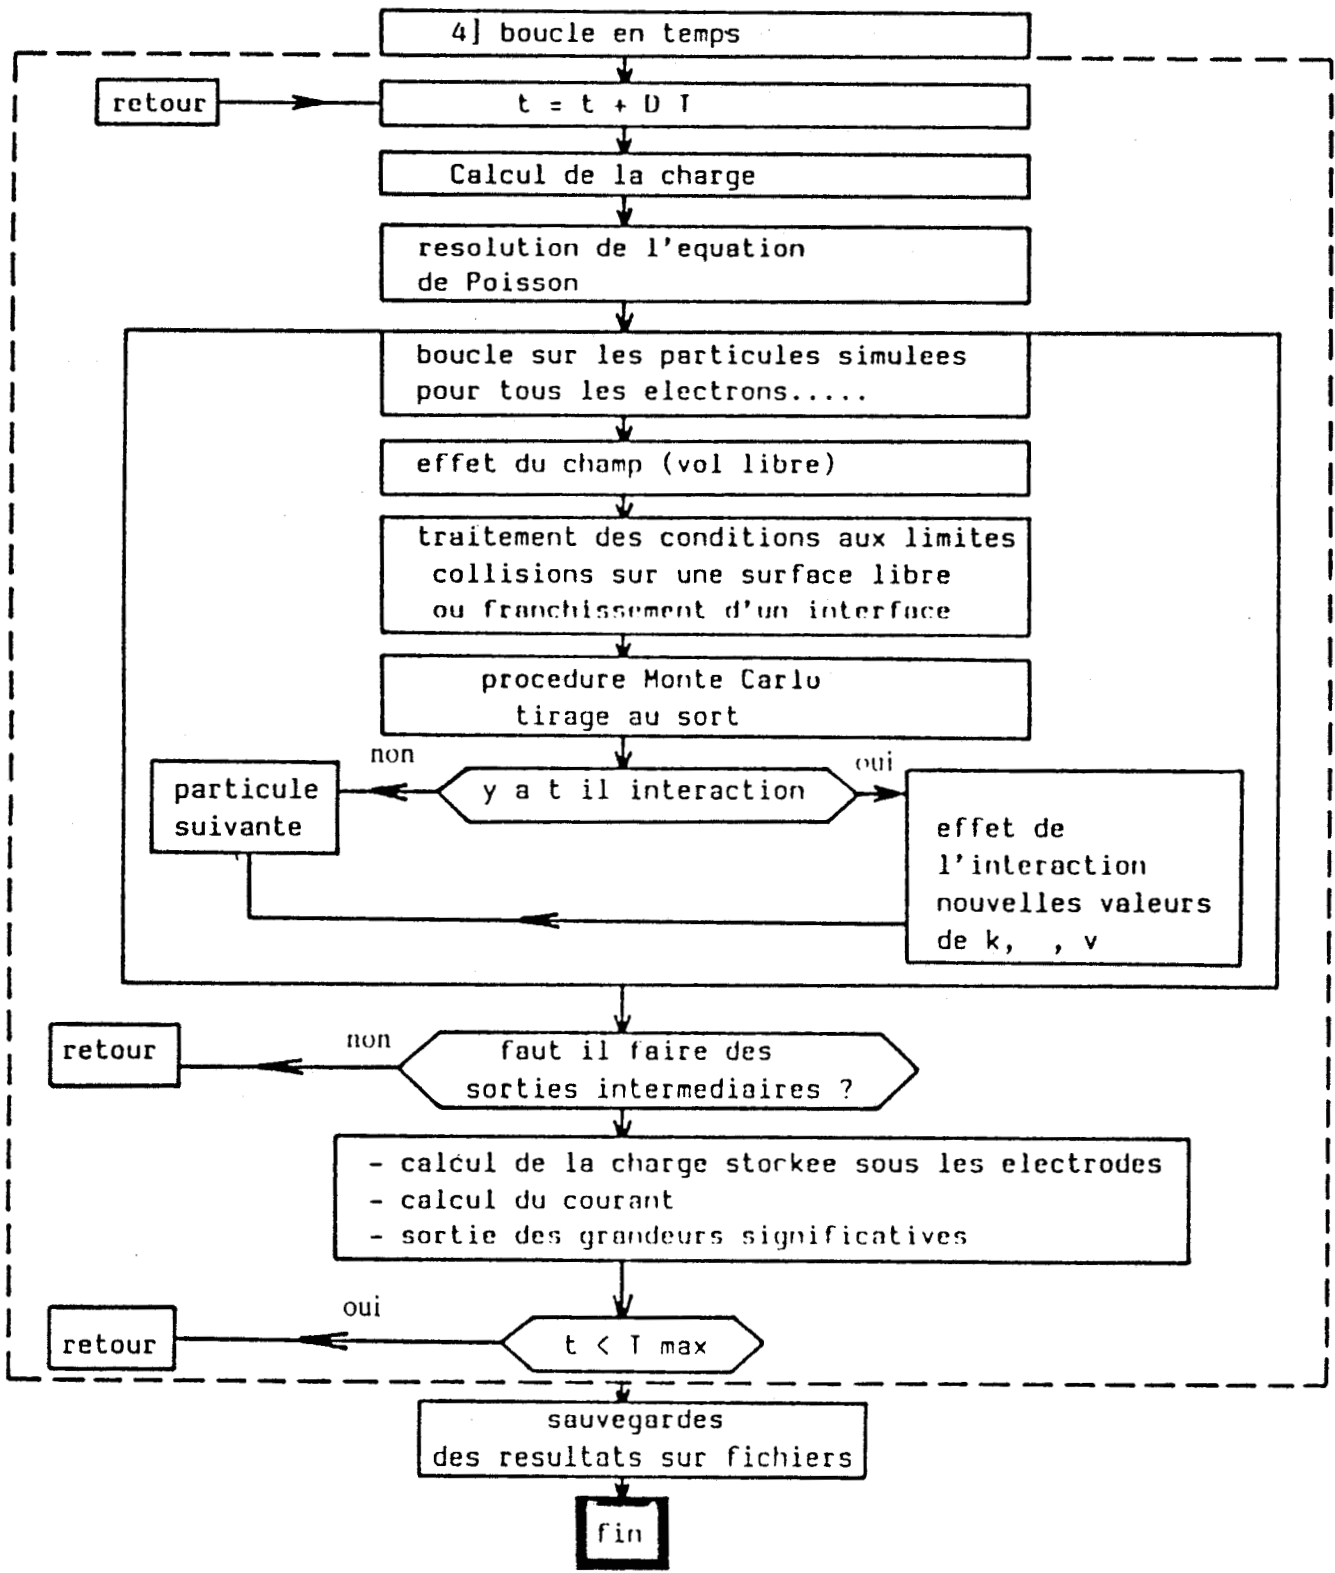 4] boucle en temps
retour
t = t + D T
Calcul de la charge
resolution de l'equation
de Poisson
boucle sur les particules simulees
pour tous les electrons.....
effet du champ (vol libre)
traitement des conditions aux limites
collisions sur une surface libre
ou franchissement d'un interface
procedure Monte Carlo
tirage au sort
non
oui
y a t il interaction
particule
suivante
effet de
l'interaction
nouvelles valeurs
de k, , v
non
retour
faut il faire des
sorties intermediaires ?
- calcul de la charge storkee sous les electrodes
- calcul du courant
- sortie des grandeurs significatives
oui
retour
t < T max
sauvegardes
des resultats sur fichiers
fin